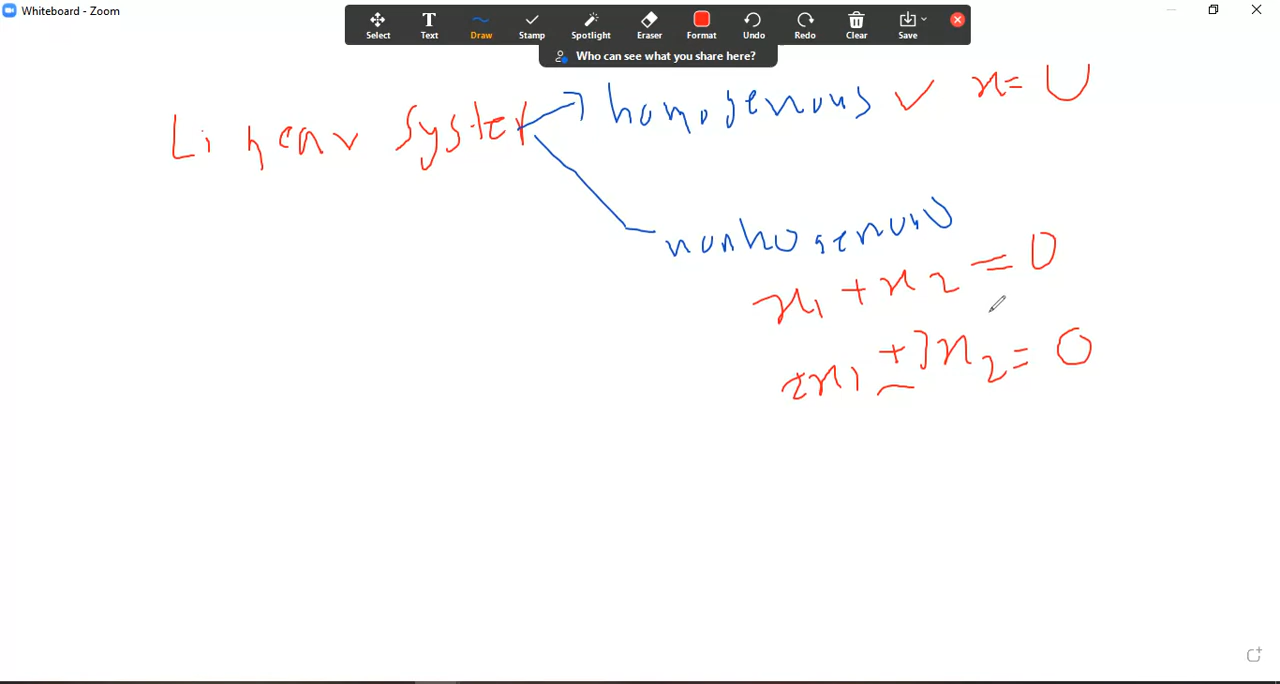 Whiteboard - Zoom
Select Text Draw Stamp Spotlight Eraser Format Undo Redo Clear Save
Who can see what you share here?
Linear system
homogenous ✓ x = 0
x1 + x2 = 0
2x1 + 3x2 = 0